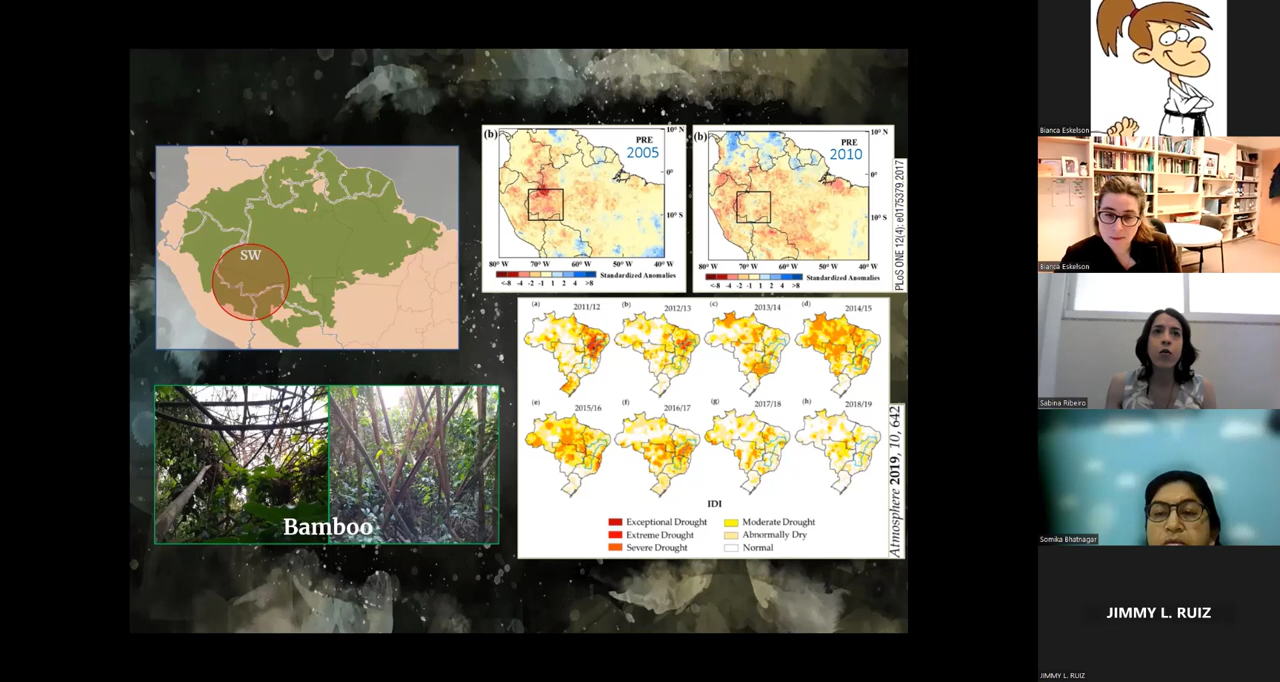 SW
(b)
PRE
2005
10° N
0°
10° S
80° W 70° W 60° W 50° W 40° W
Standardized Anomalies
<-8 -4 -2 -1 1 2 4 >8
(b)
PRE
2010
10° N
0°
10° S
80° W 70° W 60° W 50° W 40° W
Standardized Anomalies
<-8 -4 -2 -1 1 2 4 >8
PLoS ONE 12(4): e0175379.2017
(a) 2011/12
(b) 2012/13
(c) 2013/14
(d) 2014/15
(e) 2015/16
(f) 2016/17
(g) 2017/18
(h) 2018/19
IDI
Exceptional Drought
Extreme Drought
Severe Drought
Moderate Drought
Abnormally Dry
Normal
Atmosphere 2019, 10, 642
Bamboo
Bianca Eskelson
Bianca Eskelson
Sabina Ribeiro
Somika Bhatnagar
JIMMY L. RUIZ
JIMMY L. RUIZ